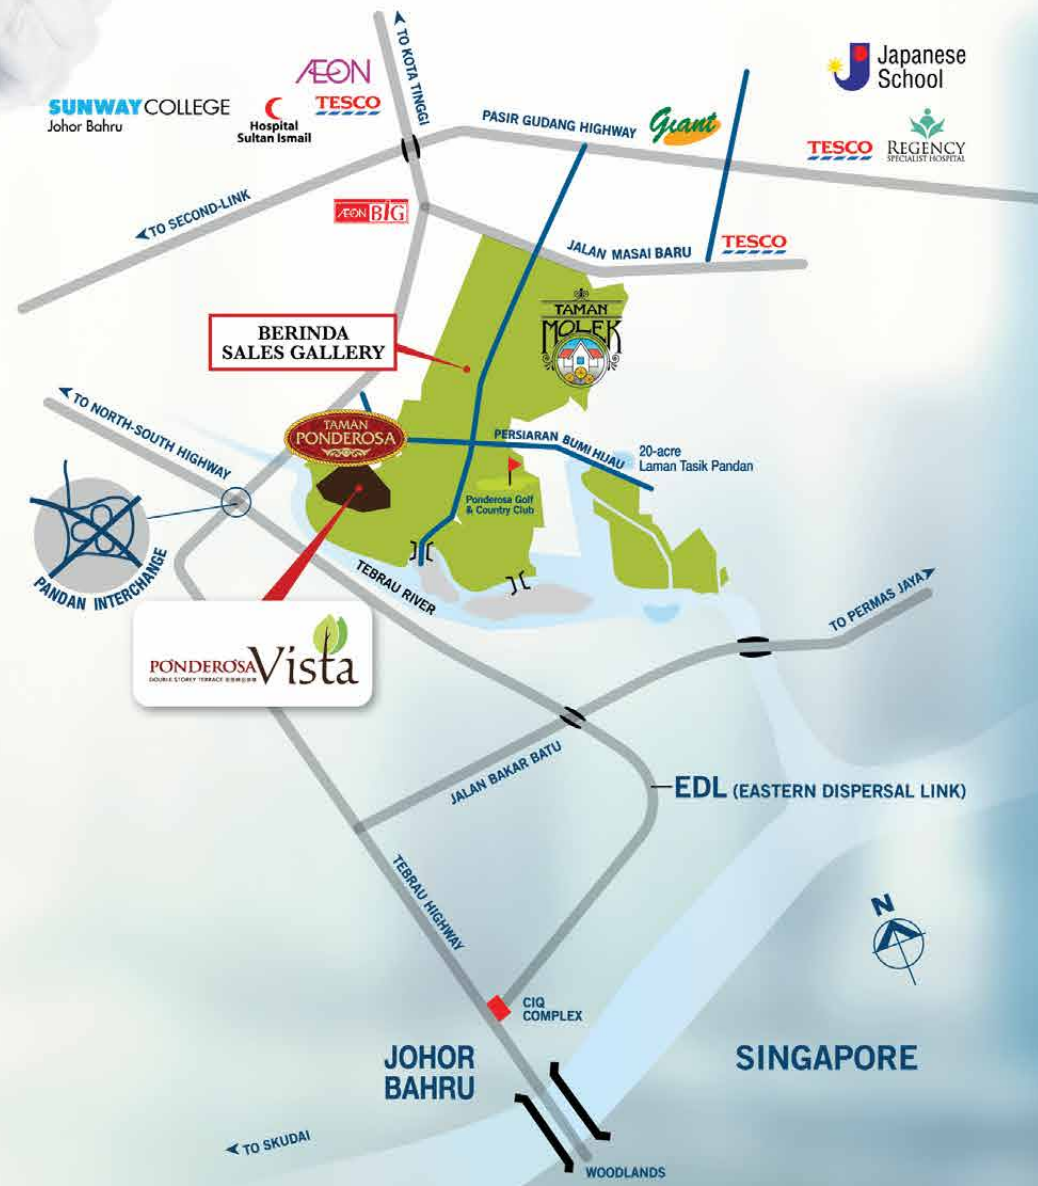 TO KOTA TINGGI
ÆON
SUNWAY COLLEGE
Johor Bahru
Hospital
Sultan Ismail
TESCO
PASIR GUDANG HIGHWAY
Giant
Japanese
School
TESCO
REGENCY
SPECIALIST HOSPITAL
TO SECOND-LINK
ÆON BIG
JALAN MASAI BARU
TESCO
BERINDA
SALES GALLERY
TAMAN
MOLEK
TO NORTH-SOUTH HIGHWAY
TAMAN
PONDEROSA
PERSIARAN BUMI HIJAU
20-acre
Laman Tasik Pandan
Ponderosa Golf
& Country Club
PANDAN INTERCHANGE
TEBRAU RIVER
TO PERMAS JAYA
PONDEROSA Vista
DOUBLE STOREY TERRACE
JALAN BAKAR BATU
EDL (EASTERN DISPERSAL LINK)
TEBRAU HIGHWAY
N
CIQ
COMPLEX
JOHOR
BAHRU
SINGAPORE
TO SKUDAI
WOODLANDS